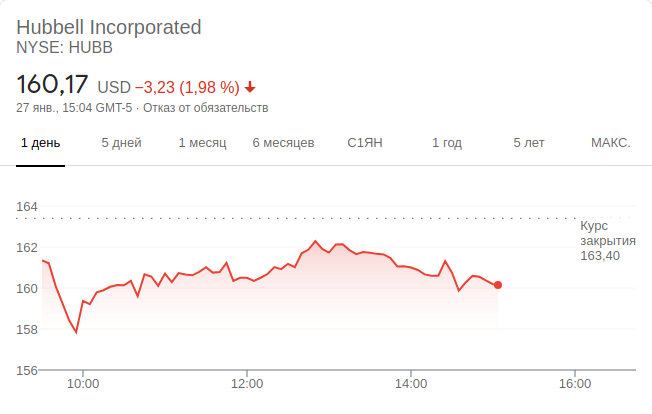 Hubbell Incorporated
NYSE: HUBB
160,17 USD −3,23 (1,98 %)
27 янв., 15:04 GMT-5 · Отказ от обязательств
1 день 5 дней 1 месяц 6 месяцев С1ЯН 1 год 5 лет МАКС.
164
Курс
закрытия
163,40
162
160
158
156
10:00 12:00 14:00 16:00